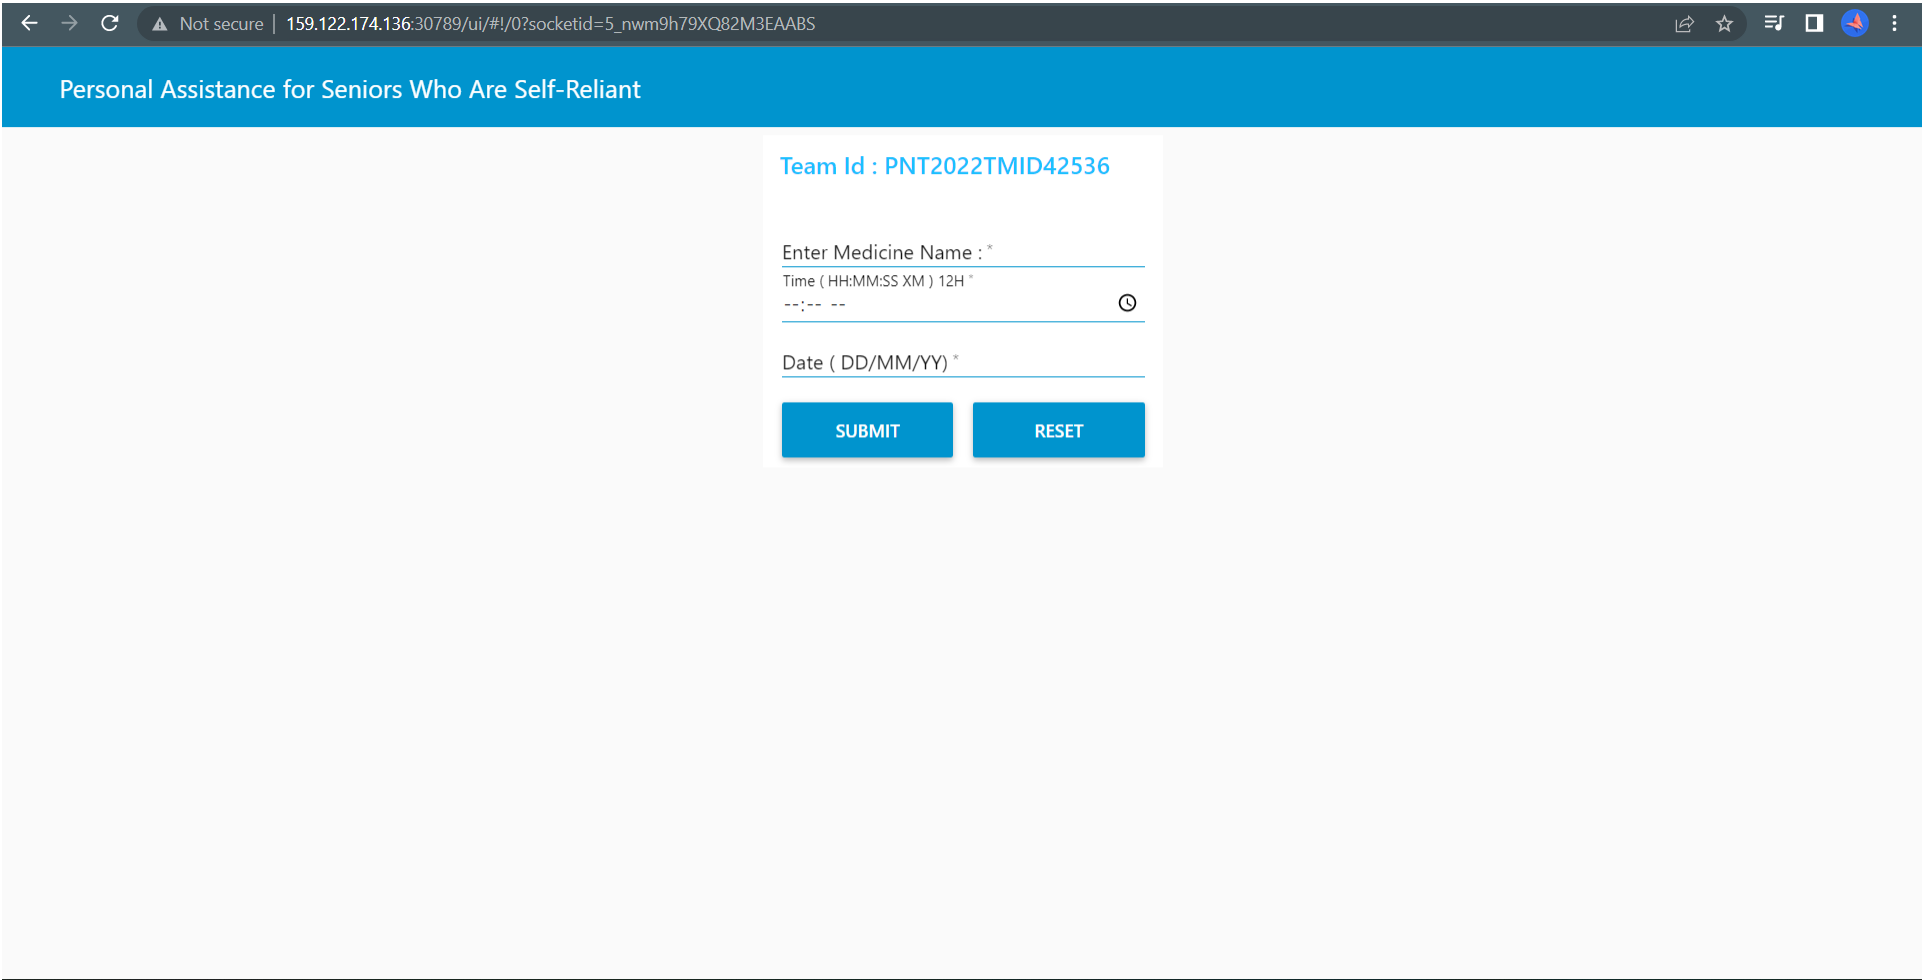 Not secure | 159.122.174.136:30789/ui/#!/0?socketid=5_nwm9h79XQ82M3EAABS
Personal Assistance for Seniors Who Are Self-Reliant
Team Id : PNT2022TMID42536
Enter Medicine Name : *
Time ( HH:MM:SS XM ) 12H *
--:-- --
Date ( DD/MM/YY) *
SUBMIT RESET